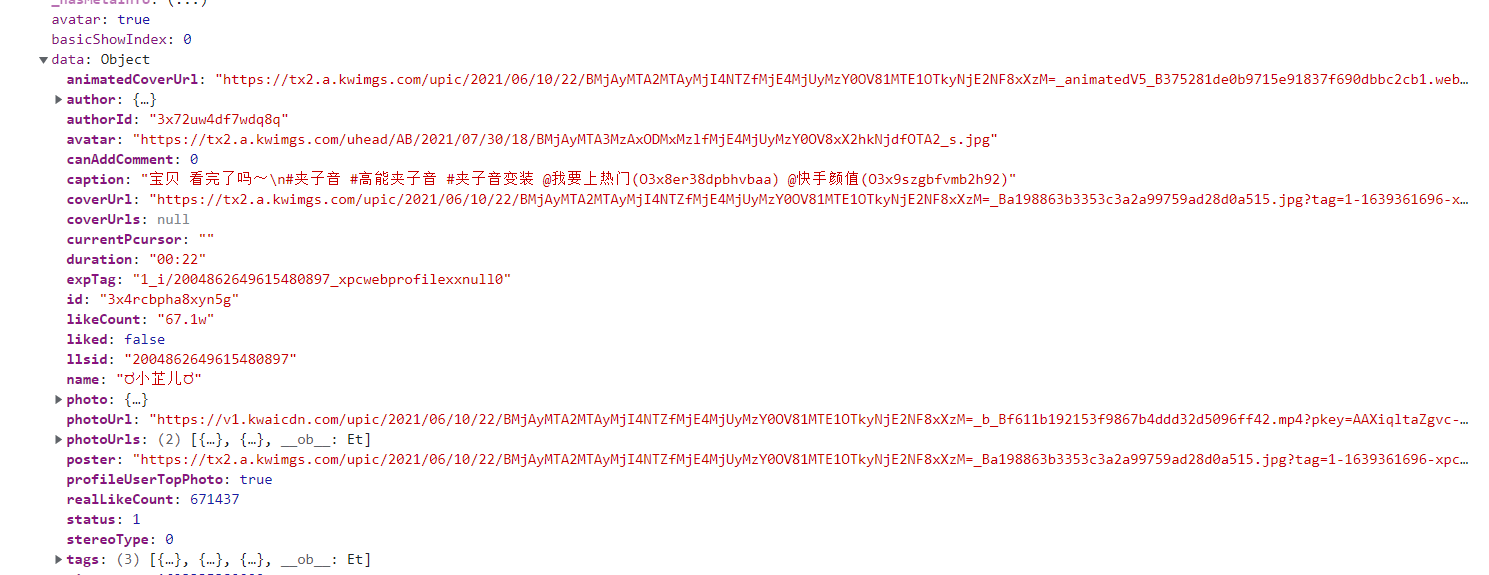 _hasMetaInfo: (...)
avatar: true
basicShowIndex: 0
▼data: Object
animatedCoverUrl: "https://tx2.a.kwimgs.com/upic/2021/06/10/22/BMjAyMTA2MTAyMjI4NTZfMjE4MjUyMzY0OV81MTE1OTkyNjE2NF8xXzM=_animatedV5_B375281de0b9715e91837f690dbbc2cb1.web…
▶author: {…}
authorId: "3x72uw4df7wdq8q"
avatar: "https://tx2.a.kwimgs.com/uhead/AB/2021/07/30/18/BMjAyMTA3MzAxODMxMzlfMjE4MjUyMzY0OV8xX2hkNjdfOTA2_s.jpg"
canAddComment: 0
caption: "宝贝 看完了吗～\n#夹子音 #高能夹子音 #夹子音变装 @我要上热门(O3x8er38dpbhvbaa) @快手颜值(O3x9szgbfvmb2h92)"
coverUrl: "https://tx2.a.kwimgs.com/upic/2021/06/10/22/BMjAyMTA2MTAyMjI4NTZfMjE4MjUyMzY0OV81MTE1OTkyNjE2NF8xXzM=_Ba198863b3353c3a2a99759ad28d0a515.jpg?tag=1-1639361696-x…
coverUrls: null
currentPcursor: ""
duration: "00:22"
expTag: "1_i/2004862649615480897_xpcwebprofilexxnull0"
id: "3x4rcbpha8xyn5g"
likeCount: "67.1w"
liked: false
llsid: "2004862649615480897"
name: "ರ小芷儿ರ"
▶photo: {…}
photoUrl: "https://v1.kwaicdn.com/upic/2021/06/10/22/BMjAyMTA2MTAyMjI4NTZfMjE4MjUyMzY0OV81MTE1OTkyNjE2NF8xXzM=_b_Bf611b192153f9867b4ddd32d5096ff42.mp4?pkey=AAXiqltaZgvc-…
▶photoUrls: (2) [{…}, {…}, __ob__: Et]
poster: "https://tx2.a.kwimgs.com/upic/2021/06/10/22/BMjAyMTA2MTAyMjI4NTZfMjE4MjUyMzY0OV81MTE1OTkyNjE2NF8xXzM=_Ba198863b3353c3a2a99759ad28d0a515.jpg?tag=1-1639361696-xpc…
profileUserTopPhoto: true
realLikeCount: 671437
status: 1
stereoType: 0
▶tags: (3) [{…}, {…}, {…}, __ob__: Et]